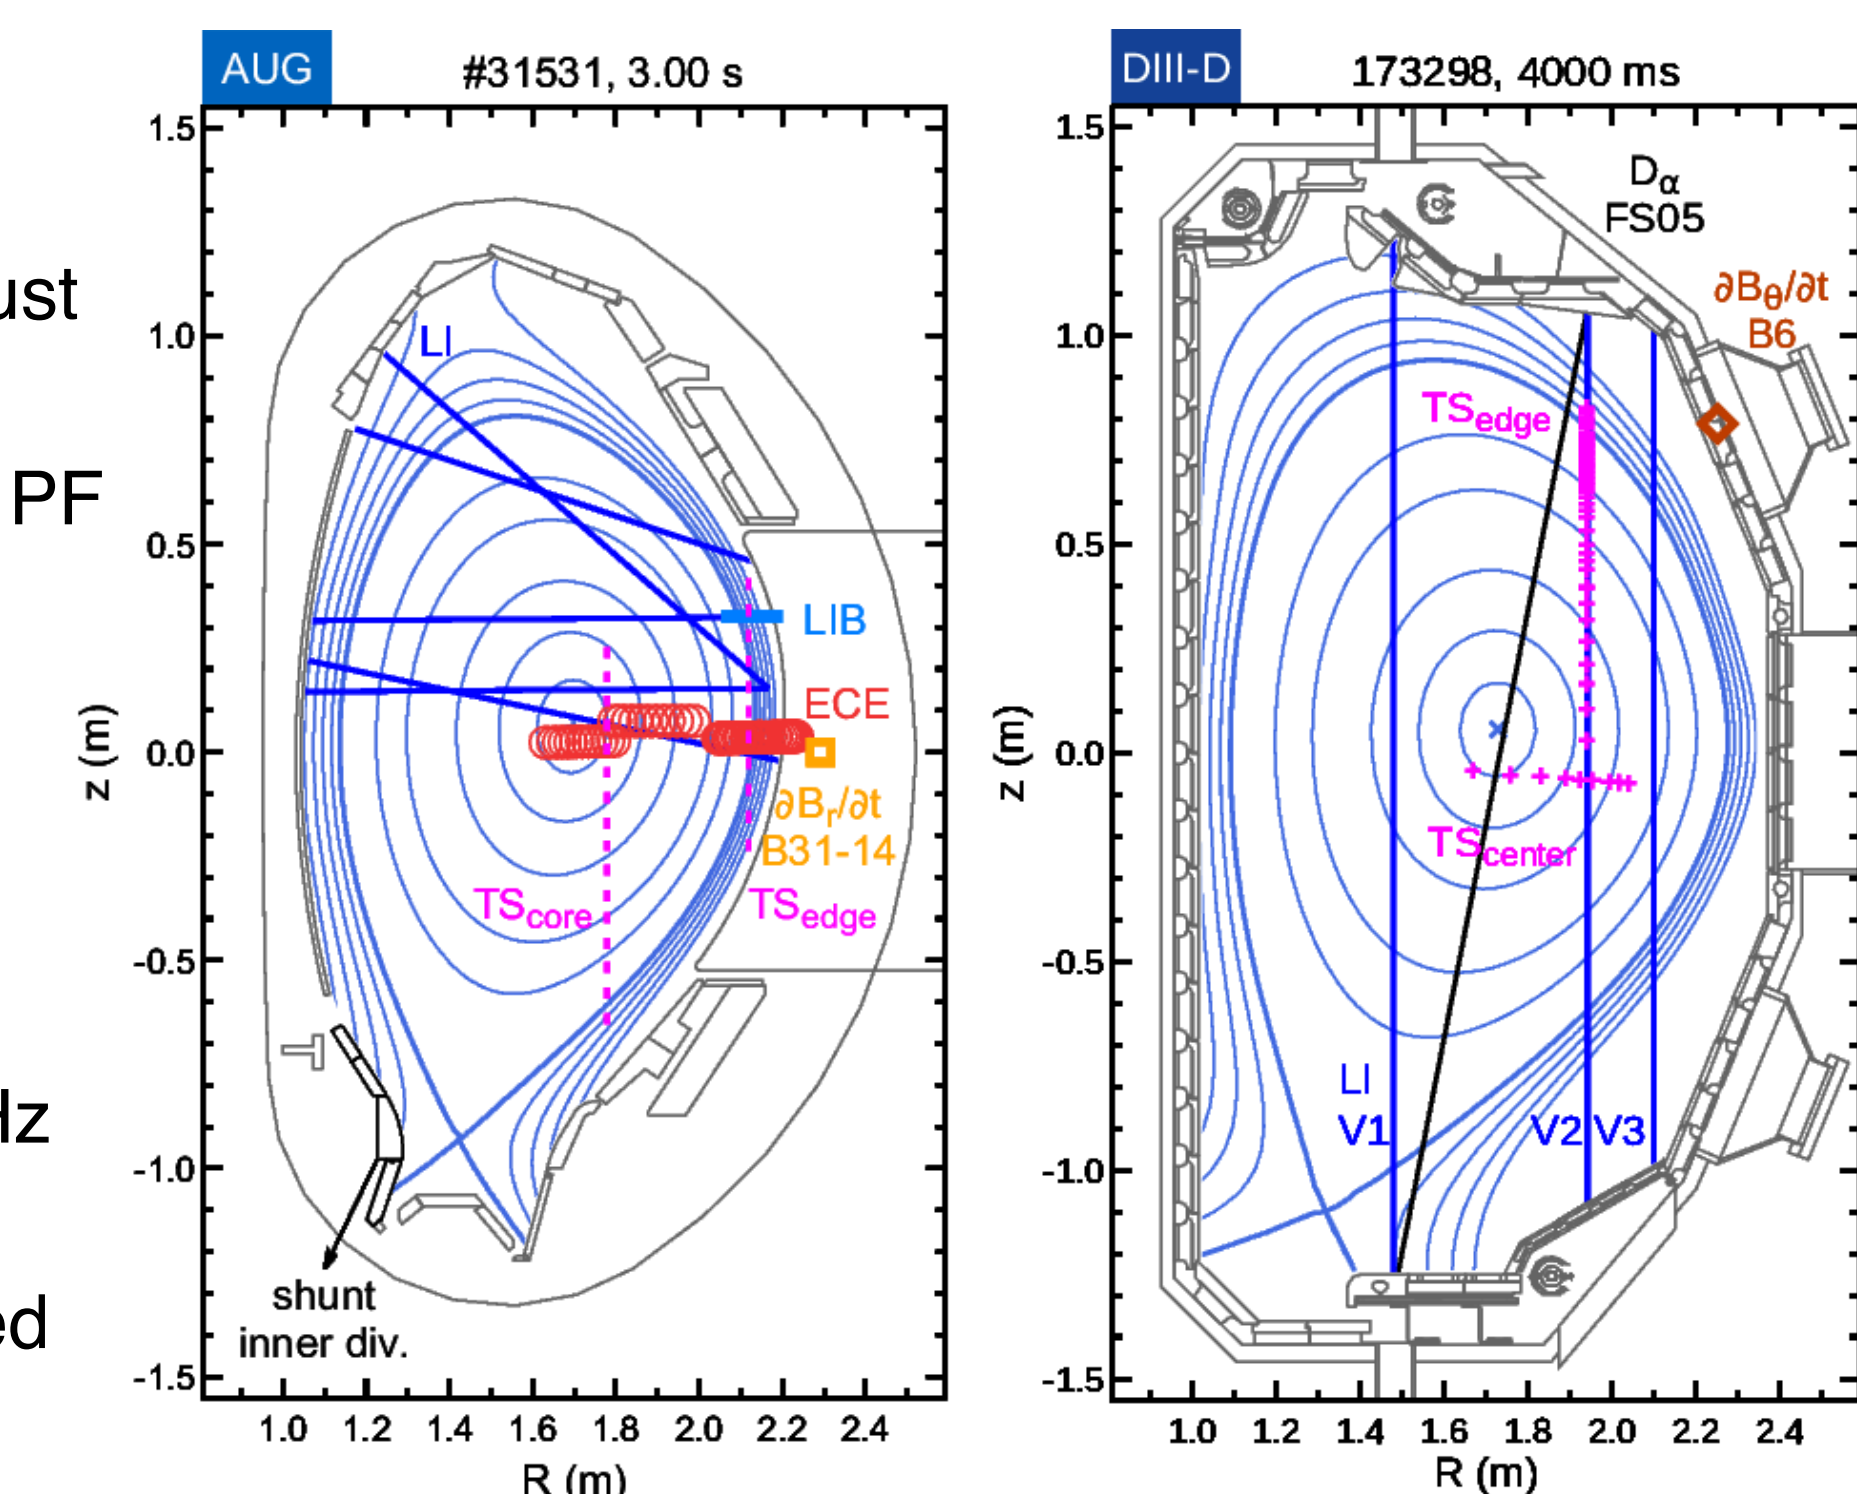 ust
PF
Hz
ed
AUG
#31531, 3.00 s
1.5
1.0
0.5
0.0
-0.5
-1.0
-1.5
z (m)
LI
LIB
ECE
∂Br/∂t
B31-14
TScore
TSedge
shunt
inner div.
1.0 1.2 1.4 1.6 1.8 2.0 2.2 2.4
R (m)
DIII-D
173298, 4000 ms
1.5
1.0
0.5
0.0
-0.5
-1.0
-1.5
z (m)
Dα
FS05
∂Bθ/∂t
B6
TSedge
TScenter
LI
V1 V2 V3
1.0 1.2 1.4 1.6 1.8 2.0 2.2 2.4
R (m)